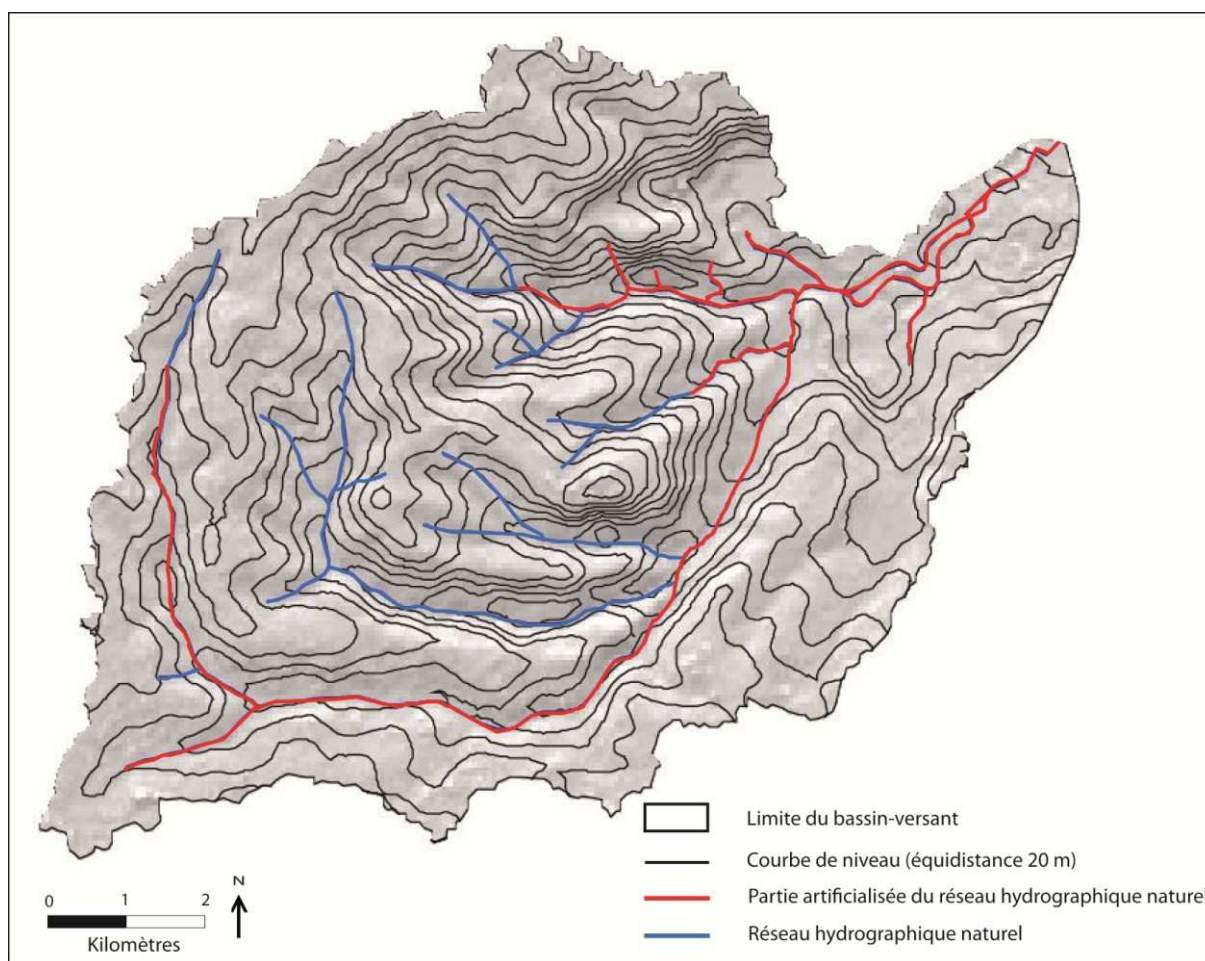 Limite du bassin-versant
Courbe de niveau (équidistance 20 m)
Partie artificialisée du réseau hydrographique naturel
Réseau hydrographique naturel
0 1 2
Kilomètres
N